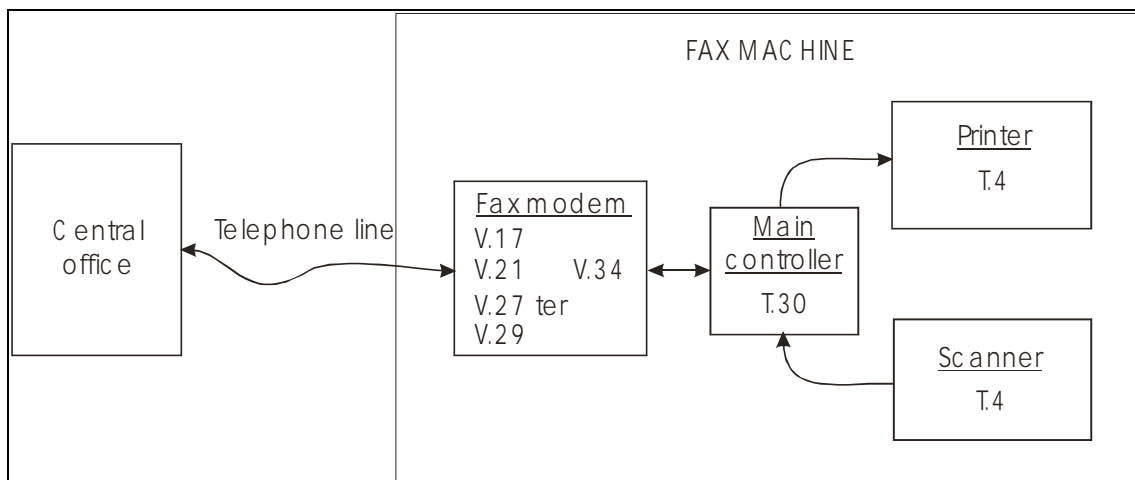 FAX MACHINE
Central
office
Telephone line
Faxmodem
V.17
V.21 V.34
V.27 ter
V.29
Main
controller
T.30
Printer
T.4
Scanner
T.4